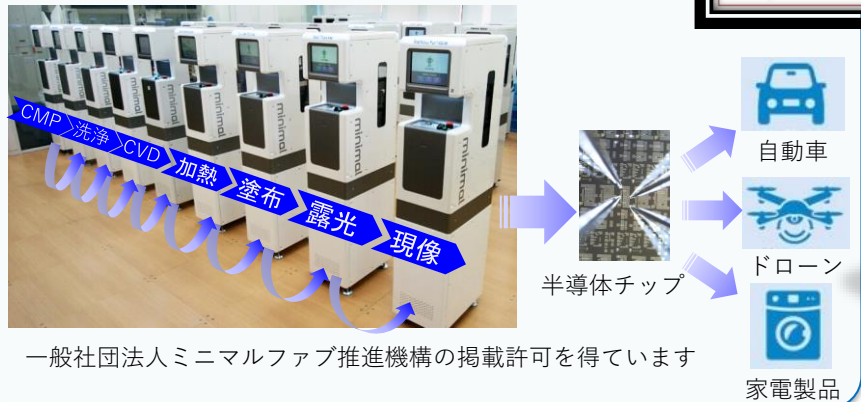 CMP
洗浄
CVD
加熱
塗布
露光
現像
minimal
minimal
minimal
minimal
半導体チップ
自動車
ドローン
家電製品
一般社団法人ミニマルファブ推進機構の掲載許可を得ています